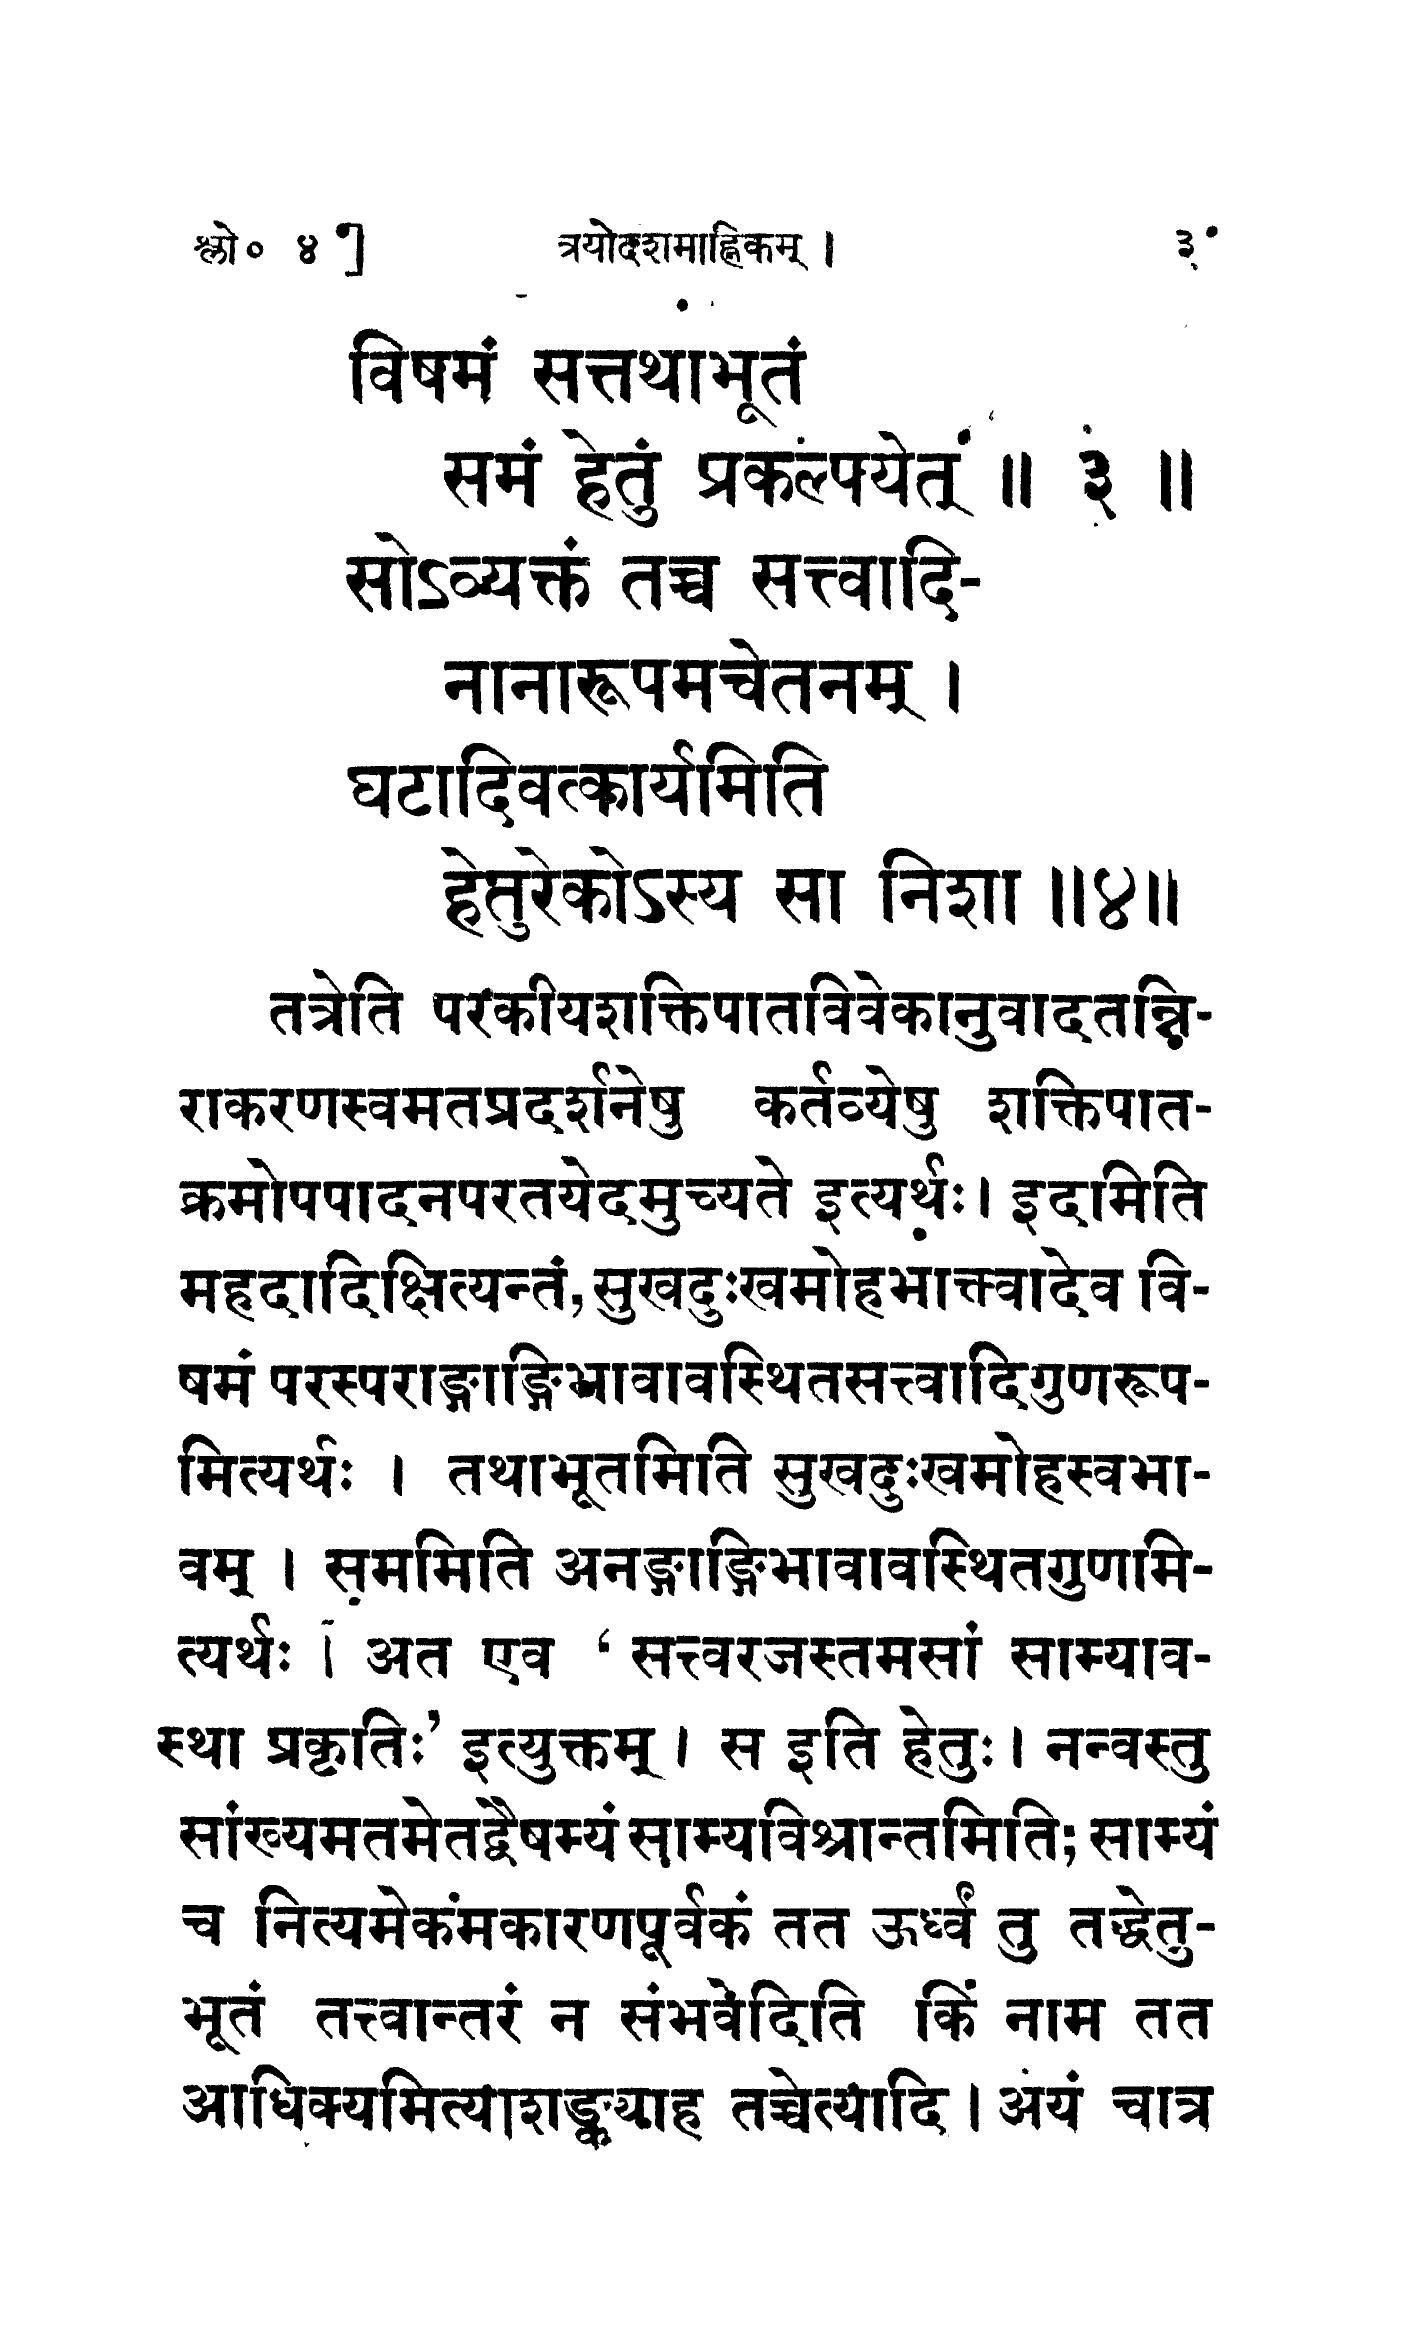 श्लो० ४]
त्रयोदशमाह्निकम् ।
३
विषमं सत्तथाभूतं
समं हेतुं प्रकल्पयेत् ॥ ३ ॥
सोऽव्यक्तं तच्च सत्त्वादि-
नानारूपमचेतनम् ।
घटादिवत्कार्यमिति
हेतुरेकोऽस्य सा निशा ॥४॥
तत्रेति परकीयशक्तिपातविवेकानुवादतन्नि-
राकरणस्वमतप्रदर्शनेषु कर्तव्येषु शक्तिपात-
क्रमोपपादनपरतयेदमुच्यते इत्यर्थः। इदमिति
महदादिक्षित्यन्तं, सुखदुःखमोहभाक्त्वादेव वि-
षमं परस्पराङ्गाङ्गिभावावस्थितसत्त्वादिगुणरूप-
मित्यर्थः । तथाभूतमिति सुखदुःखमोहस्वभा-
वम् । सममिति अनङ्गाङ्गिभावावस्थितगुणमि-
त्यर्थः । अत एव ‘ सत्त्वरजस्तमसां साम्याव-
स्था प्रकृतिः’ इत्युक्तम् । स इति हेतुः। नन्वस्तु
सांख्यमतमेतद्वैषम्यं साम्यविश्रान्तमिति; साम्यं
च नित्यमेकमकारणपूर्वकं तत ऊर्ध्वं तु तद्धेतु-
भूतं तत्त्वान्तरं न संभवेदिति किं नाम तत
आधिक्यमित्याशङ्क्याह तच्चेत्यादि । अयं चात्र